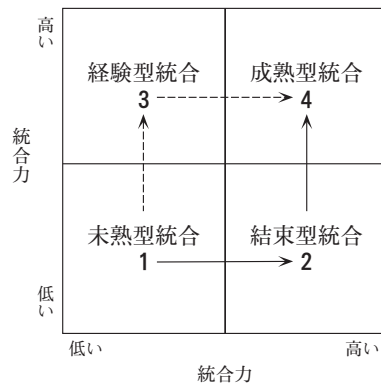 高い
経験型統合
3
成熟型統合
4
統合力
未熟型統合
1
結束型統合
2
低い
低い
高い
統合力